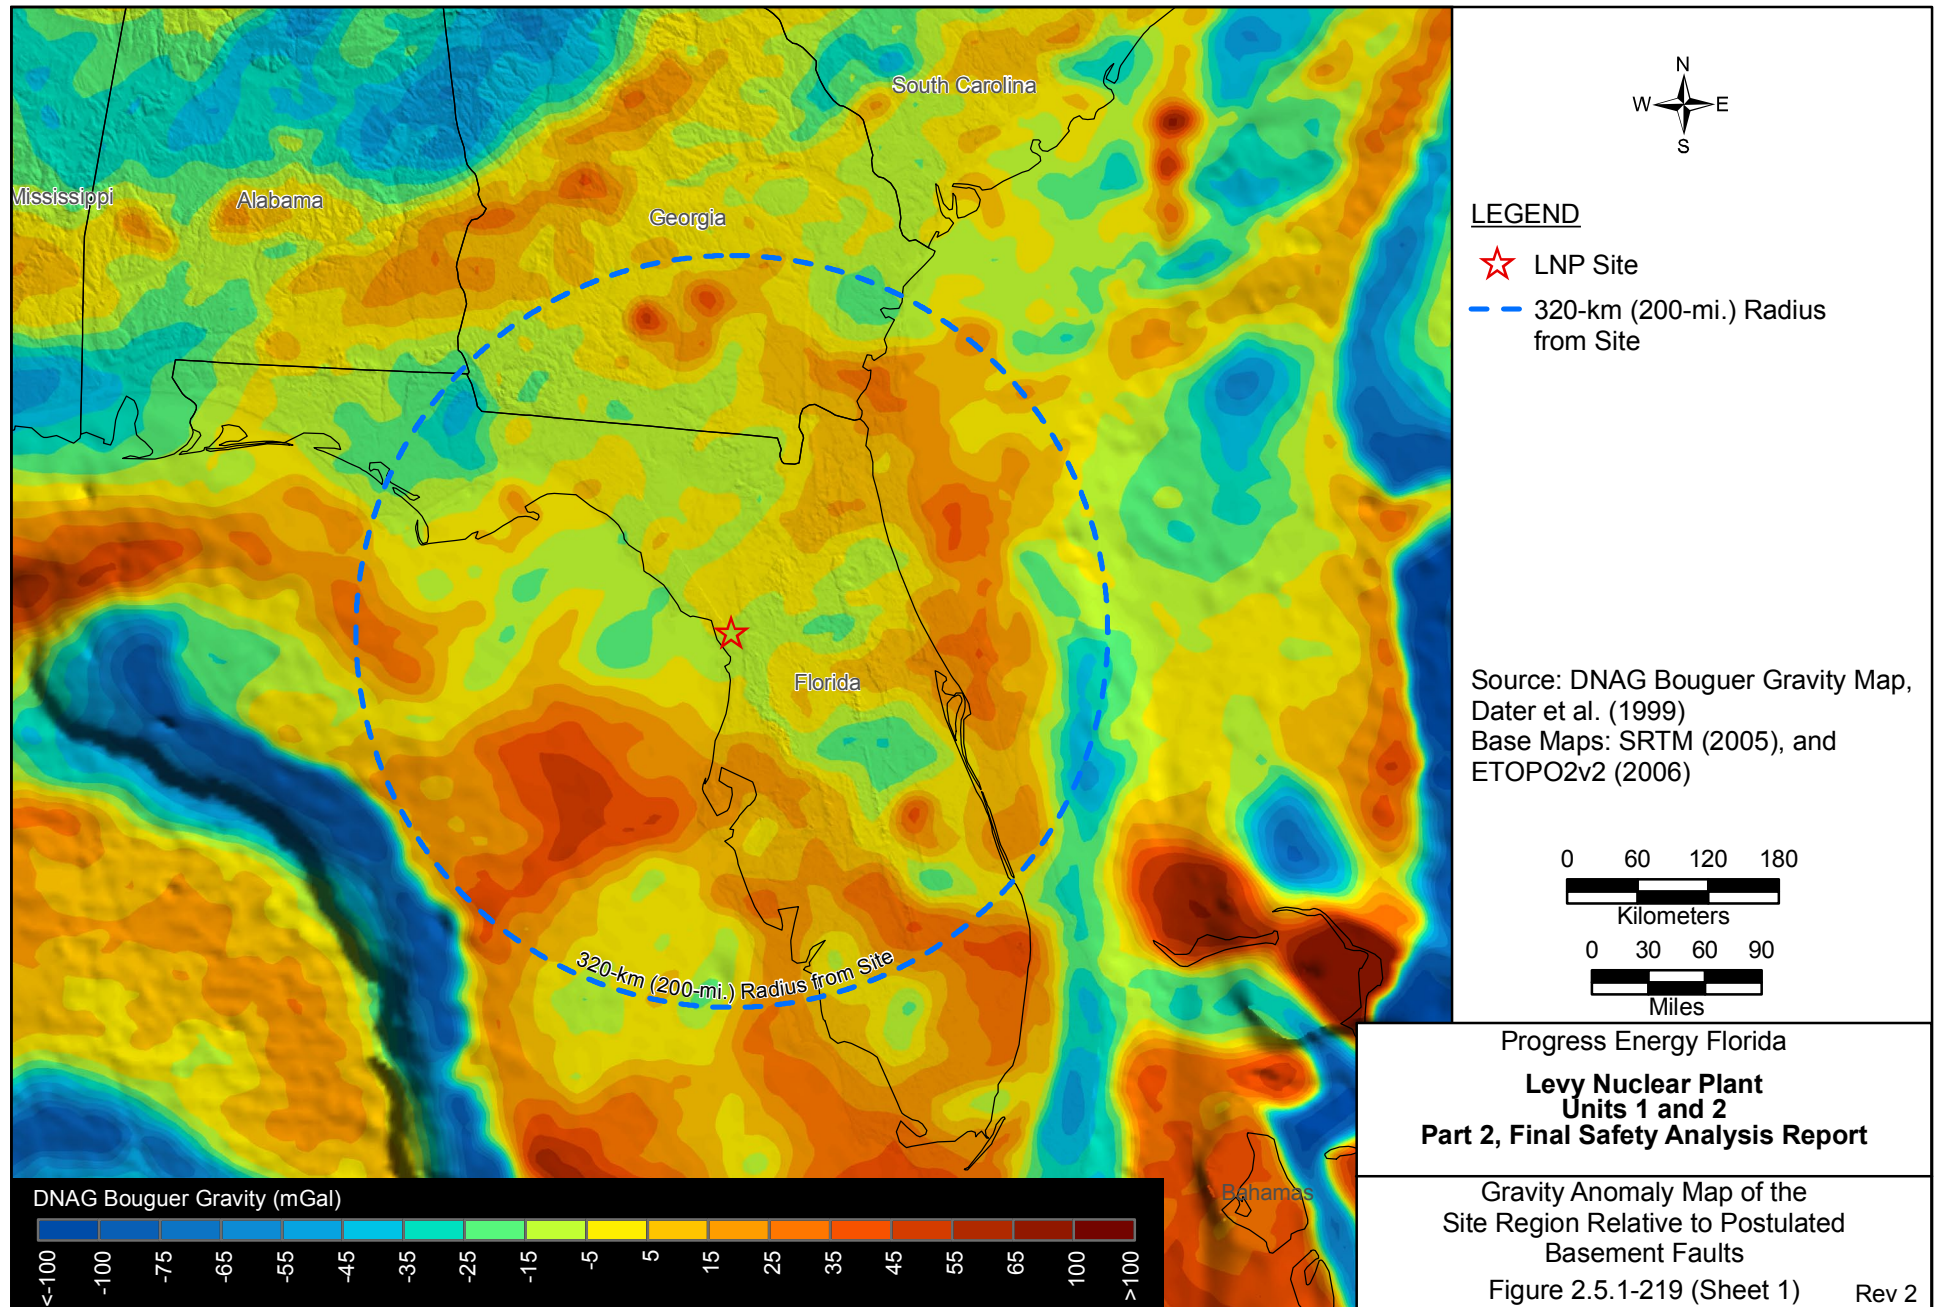 South Carolina
Mississippi
Alabama
Georgia
Florida
320-km (200-mi.) Radius from Site
Bahamas
DNAG Bouguer Gravity (mGal)
<-100 -100 -75 -65 -55 -45 -35 -25 -15 -5 5 15 25 35 45 55 65 100 >100
N
W E
S
LEGEND
LNP Site
320-km (200-mi.) Radius
from Site
Source: DNAG Bouguer Gravity Map,
Dater et al. (1999)
Base Maps: SRTM (2005), and
ETOPO2v2 (2006)
0 60 120 180
Kilometers
0 30 60 90
Miles
Progress Energy Florida
Levy Nuclear Plant
Units 1 and 2
Part 2, Final Safety Analysis Report
Gravity Anomaly Map of the
Site Region Relative to Postulated
Basement Faults
Figure 2.5.1-219 (Sheet 1) Rev 2